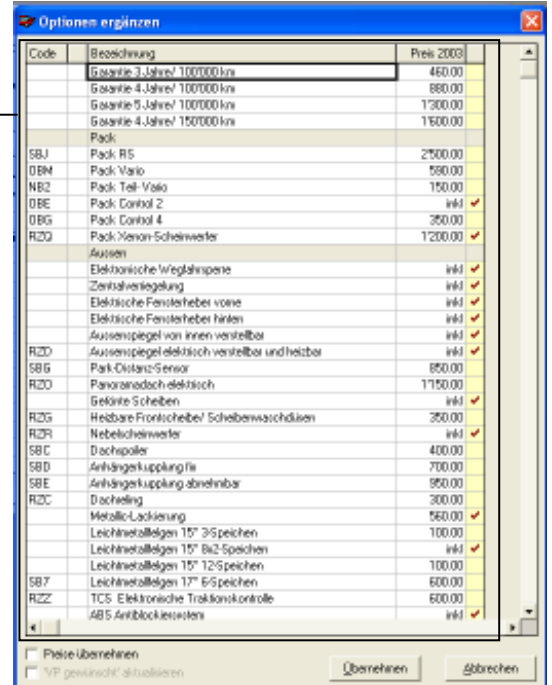 Optionen ergänzen
Code Bezeichnung Preis 2003
Garantie 3 Jahre/ 100'000 km 460.00
Garantie 4 Jahre/ 100'000 km 880.00
Garantie 5 Jahre/ 100'000 km 1'300.00
Garantie 4 Jahre/ 150'000 km 1'600.00
Pack
SBJ Pack RS 2'500.00
OBM Pack Vario 590.00
NB2 Pack Teil-Vario 150.00
OBE Pack Control 2 inkl
OBG Pack Control 4 350.00
RZQ Pack Xenon-Scheinwerfer 1'200.00
Aussen
Elektronische Wegfahrsperre inkl
Zentralverriegelung inkl
Elektrische Fensterheber vorne inkl
Elektrische Fensterheber hinten inkl
Aussenspiegel von innen verstellbar inkl
RZD Aussenspiegel elektrisch verstellbar und heizbar inkl
SBG Park-Distanz-Sensor 850.00
RZO Panoramadach elektrisch 1'150.00
Getönte Scheiben inkl
RZG Heizbare Frontscheibe/ Scheibenwaschdüsen 350.00
RZR Nebelscheinwerfer inkl
SBC Dachspoiler 400.00
SBD Anhängerkupplung fix 700.00
SBE Anhängerkupplung abnehmbar 950.00
RZC Dachreling 300.00
Metallic-Lackierung 560.00
Leichtmetallfelgen 15" 3-Speichen 100.00
Leichtmetallfelgen 15" 8x2-Speichen inkl
Leichtmetallfelgen 15" 12-Speichen 100.00
SB7 Leichtmetallfelgen 17" 6-Speichen 600.00
RZZ TCS Elektronische Traktionskontrolle 600.00
ABS Antiblockiersystem inkl
Preise übernehmen
'VP gewünscht' aktualisieren
Übernehmen Abbrechen